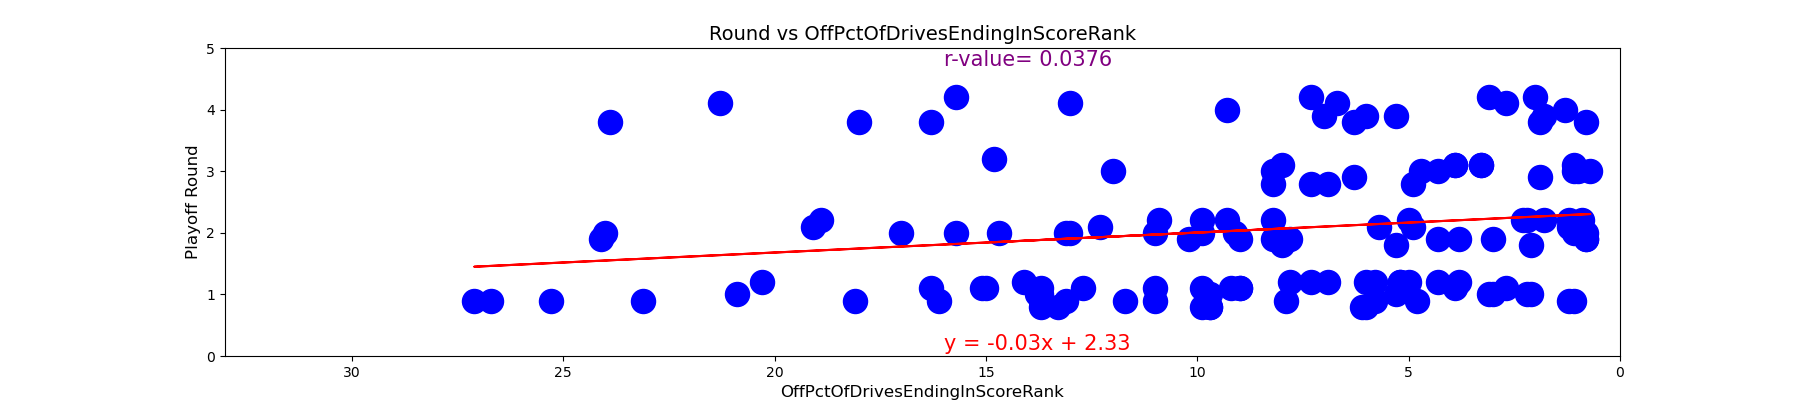 Round vs OffPctOfDrivesEndingInScoreRank
r-value= 0.0376
5
4
3
2
1
0
Playoff Round
y = -0.03x + 2.33
30 25 20 15 10 5 0
OffPctOfDrivesEndingInScoreRank